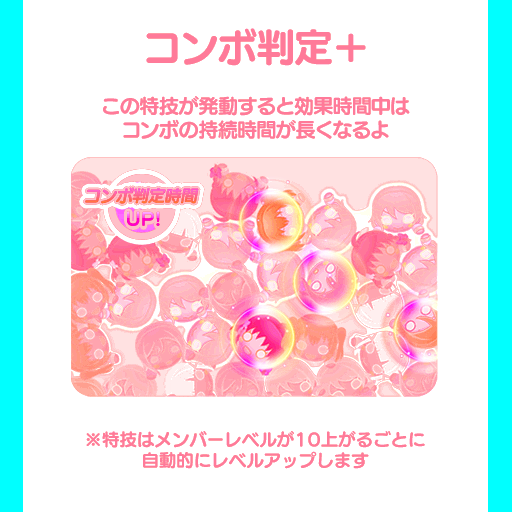 コンボ判定＋
この特技が発動すると効果時間中は
コンボの持続時間が長くなるよ
コンボ判定時間
UP!
※特技はメンバーレベルが10上がるごとに
自動的にレベルアップします